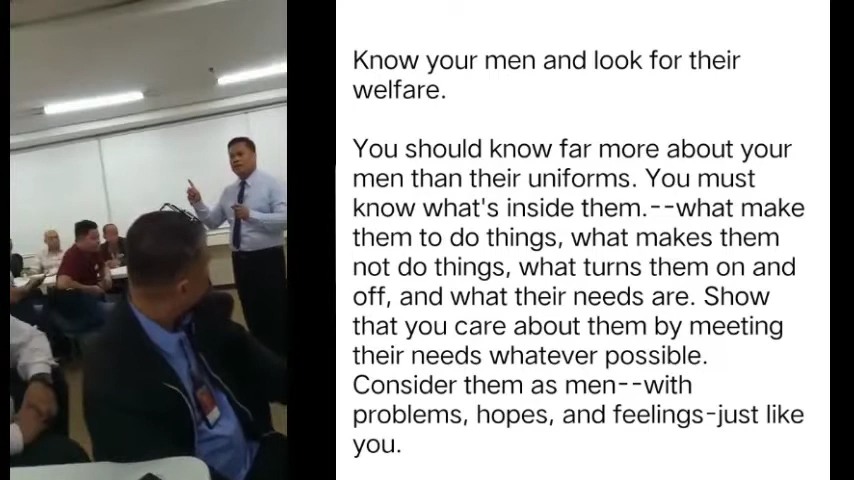 Know your men and look for their
welfare.
You should know far more about your
men than their uniforms. You must
know what's inside them.--what make
them to do things, what makes them
not do things, what turns them on and
off, and what their needs are. Show
that you care about them by meeting
their needs whatever possible.
Consider them as men--with
problems, hopes, and feelings-just like
you.